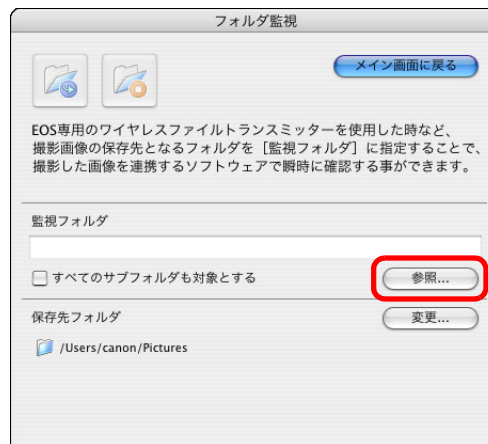 フォルダ監視
メイン画面に戻る
EOS専用のワイヤレスファイルトランスミッターを使用した時など、
撮影画像の保存先となるフォルダを［監視フォルダ］に指定することで、
撮影した画像を連携するソフトウェアで瞬時に確認する事ができます。
監視フォルダ
すべてのサブフォルダも対象とする
参照...
保存先フォルダ
変更...
/Users/canon/Pictures